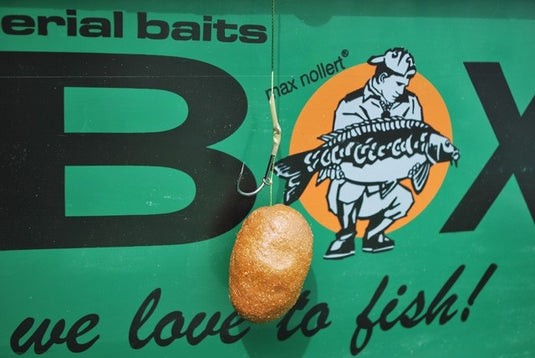 erial baits
max nollert®
BOX
we love to fish!